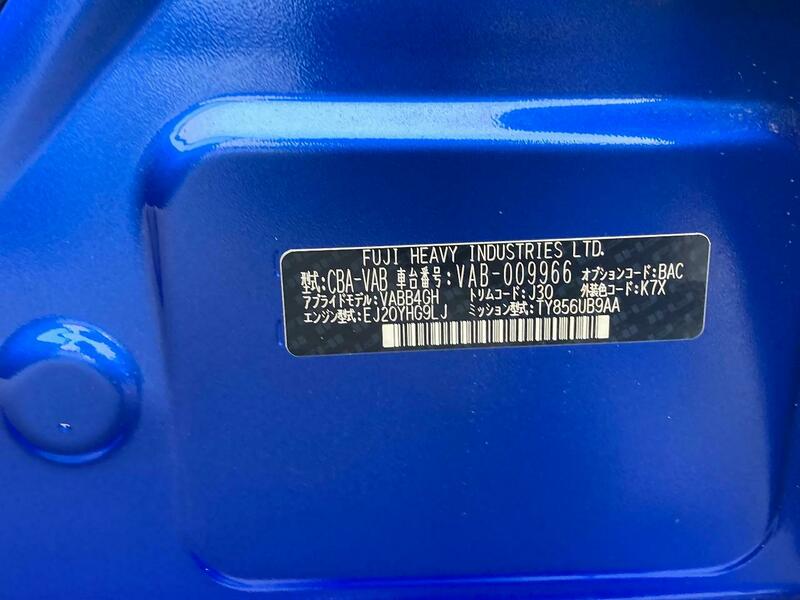 FUJI HEAVY INDUSTRIES LTD.
型式:CBA-VAB 車台番号:VAB-009966 オプションコード:BAC
アプライドモデル:VABB4GH トリムコード:J30 外装色コード:K7X
エンジン型式:EJ20YHG9LJ ミッション型式:TY856UB9AA